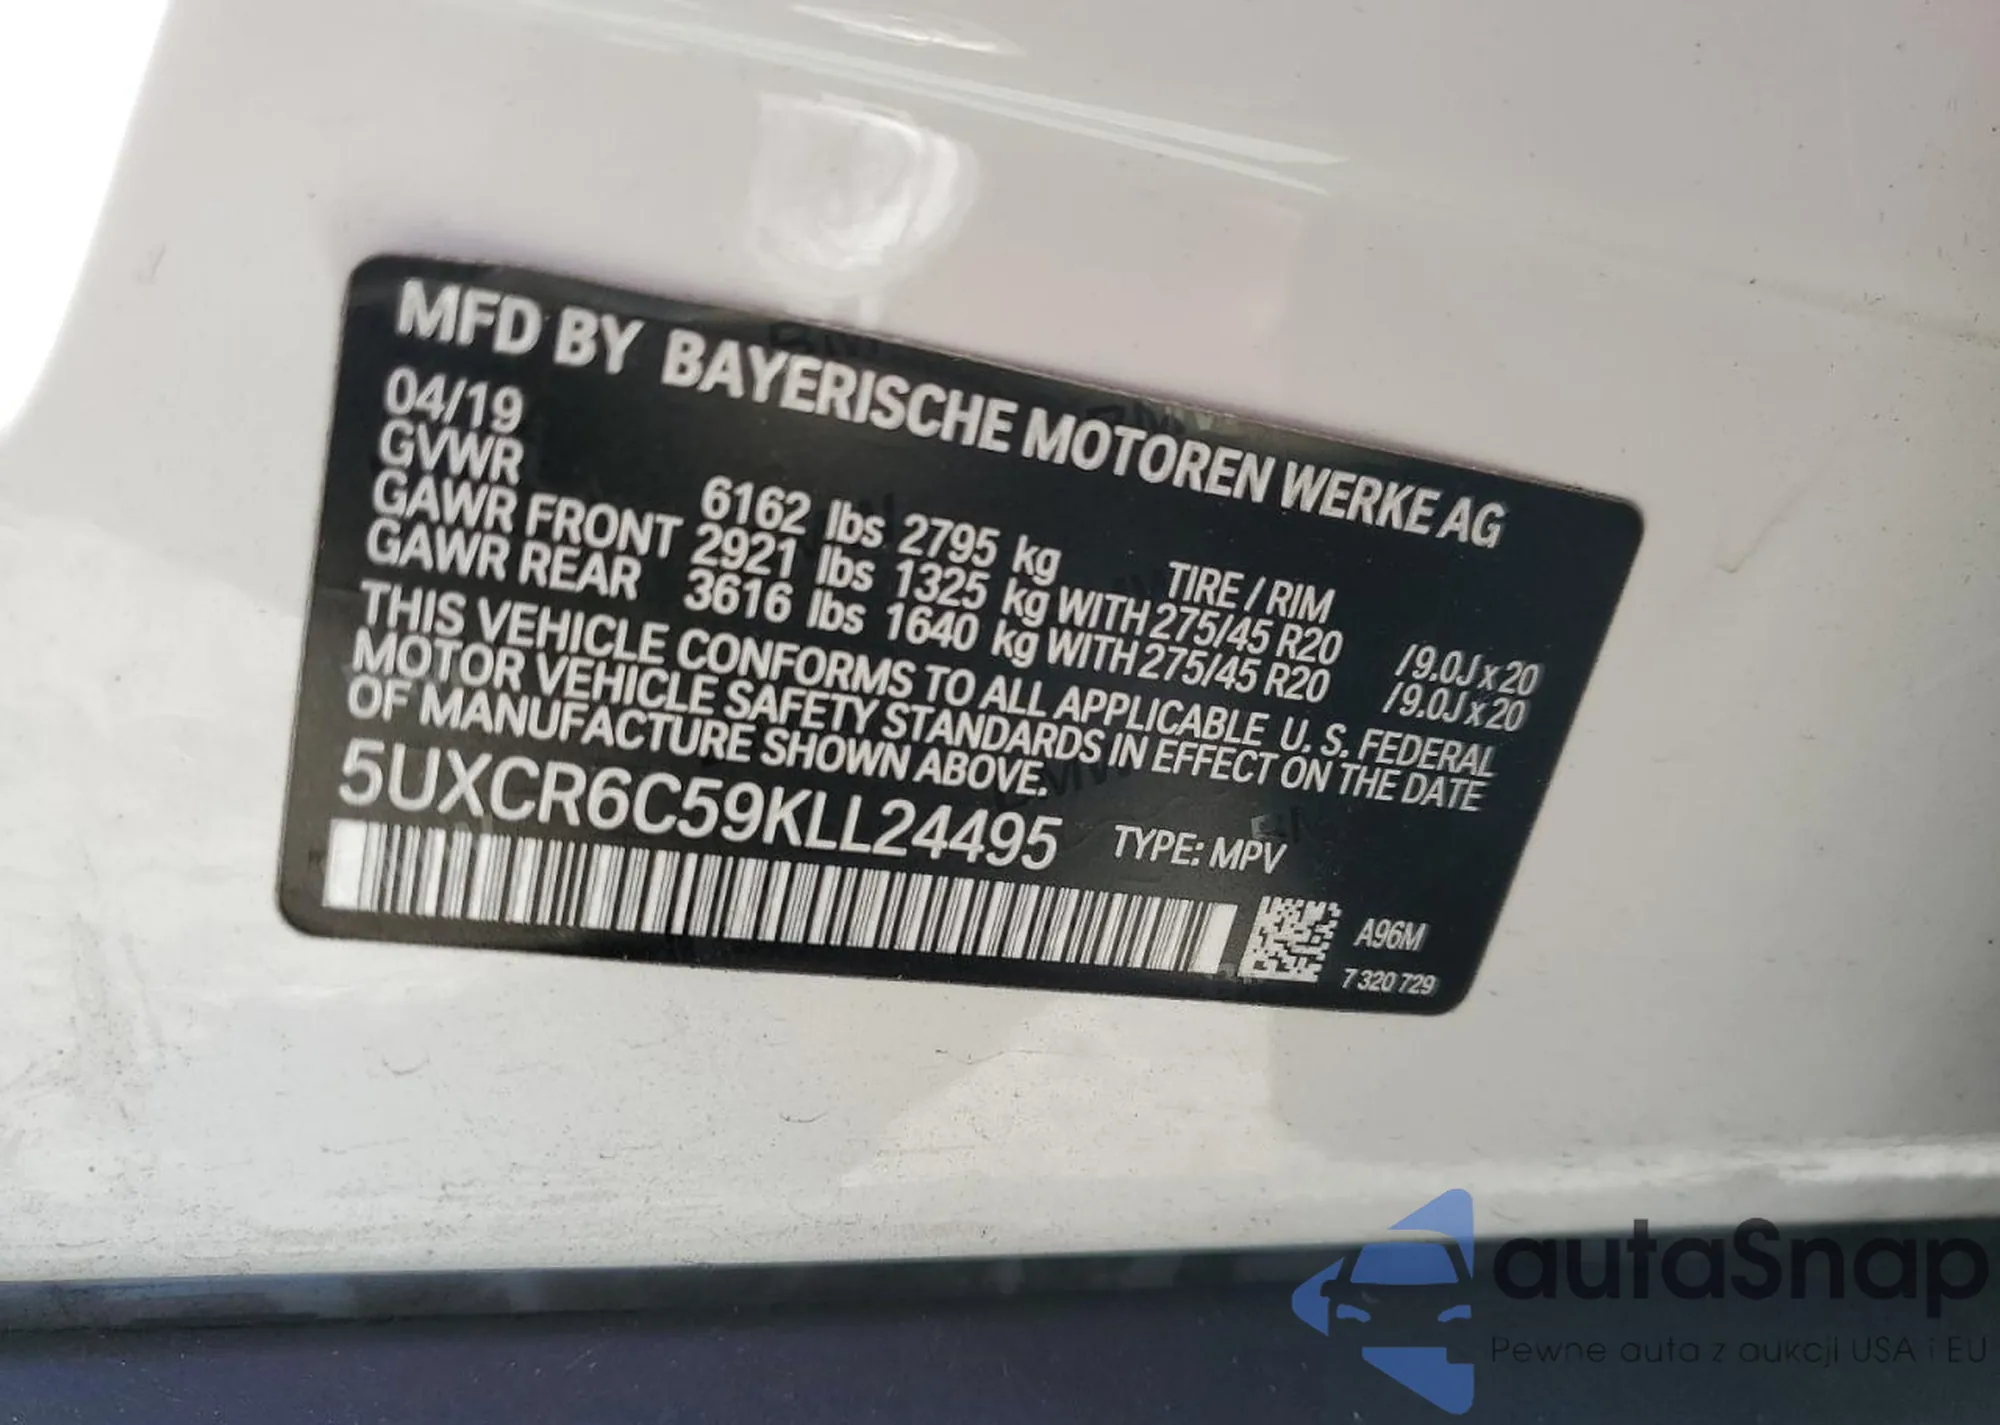 MFD BY BAYERISCHE MOTOREN WERKE AG
04/19
GVWR 6162 lbs 2795 kg TIRE / RIM
GAWR FRONT 2921 lbs 1325 kg WITH 275/45 R20 /9.0J x 20
GAWR REAR 3616 lbs 1640 kg WITH 275/45 R20 /9.0J x 20
THIS VEHICLE CONFORMS TO ALL APPLICABLE U. S. FEDERAL
MOTOR VEHICLE SAFETY STANDARDS IN EFFECT ON THE DATE
OF MANUFACTURE SHOWN ABOVE.
5UXCR6C59KLL24495 TYPE: MPV
A96M
7 320 729
autaSnap
Pewne auta z aukcji USA i EU